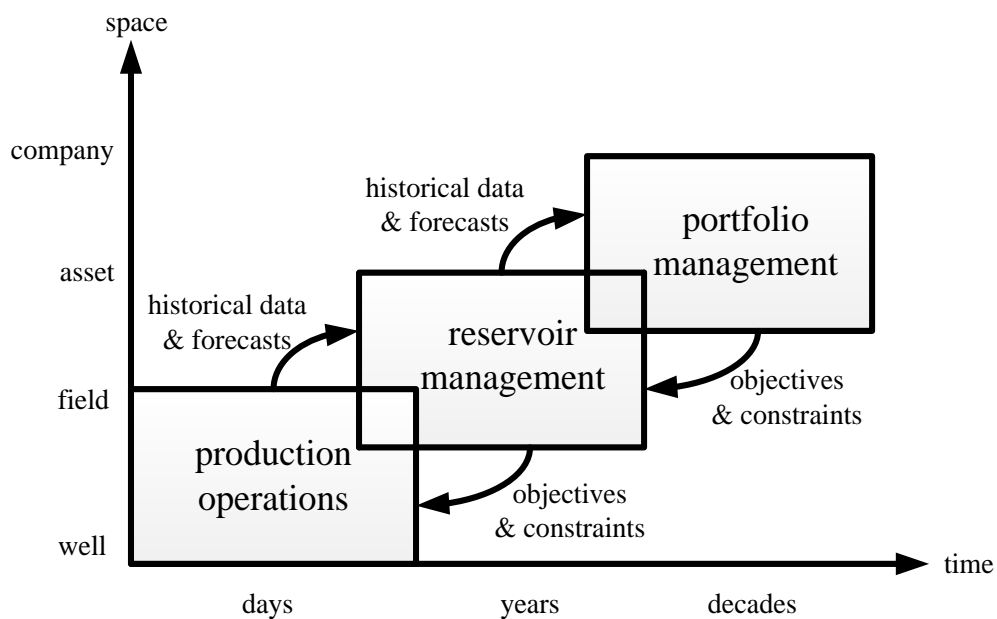 space
company
historical data
& forecasts
portfolio
management
asset
historical data
& forecasts
reservoir
management
objectives
& constraints
field
production
operations
objectives
& constraints
well
time
days
years
decades